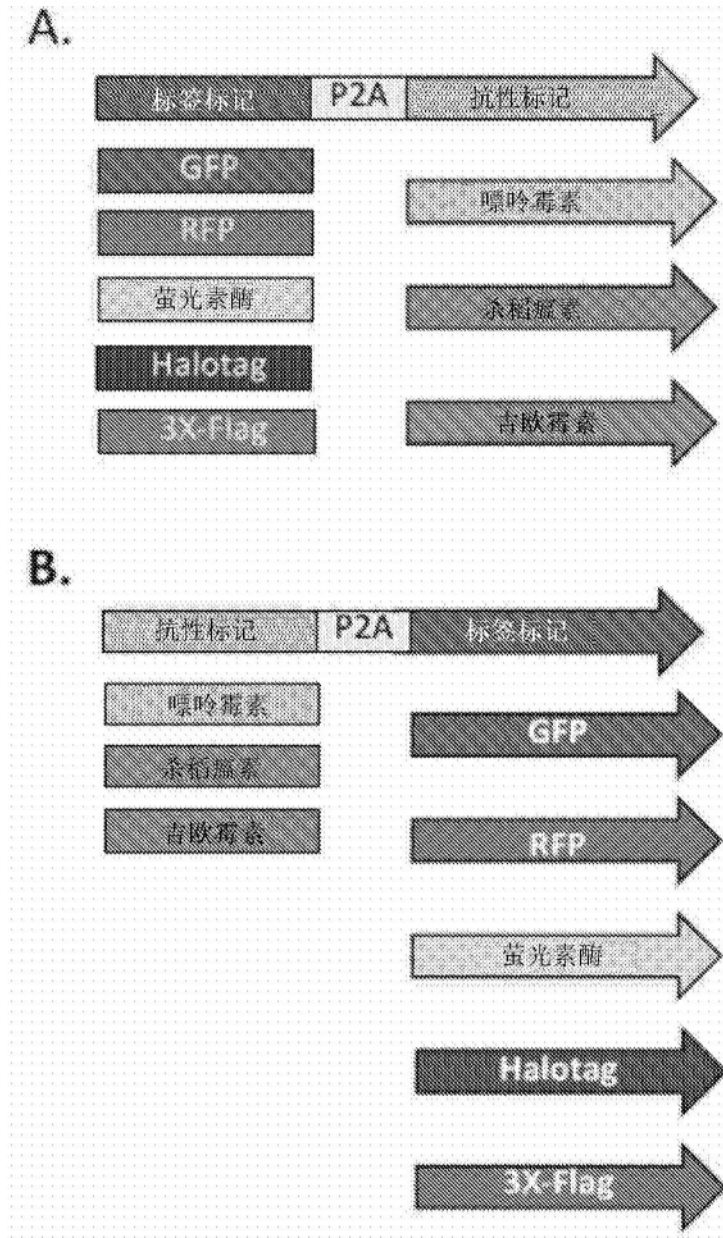 A.
标签标记 P2A 抗性标记
GFP
嘌呤霉素
RFP
萤光素酶
杀稻瘟素
Halotag
3X-Flag
吉欧霉素
B.
抗性标记 P2A 标签标记
嘌呤霉素
GFP
杀稻瘟素
吉欧霉素
RFP
萤光素酶
Halotag
3X-Flag